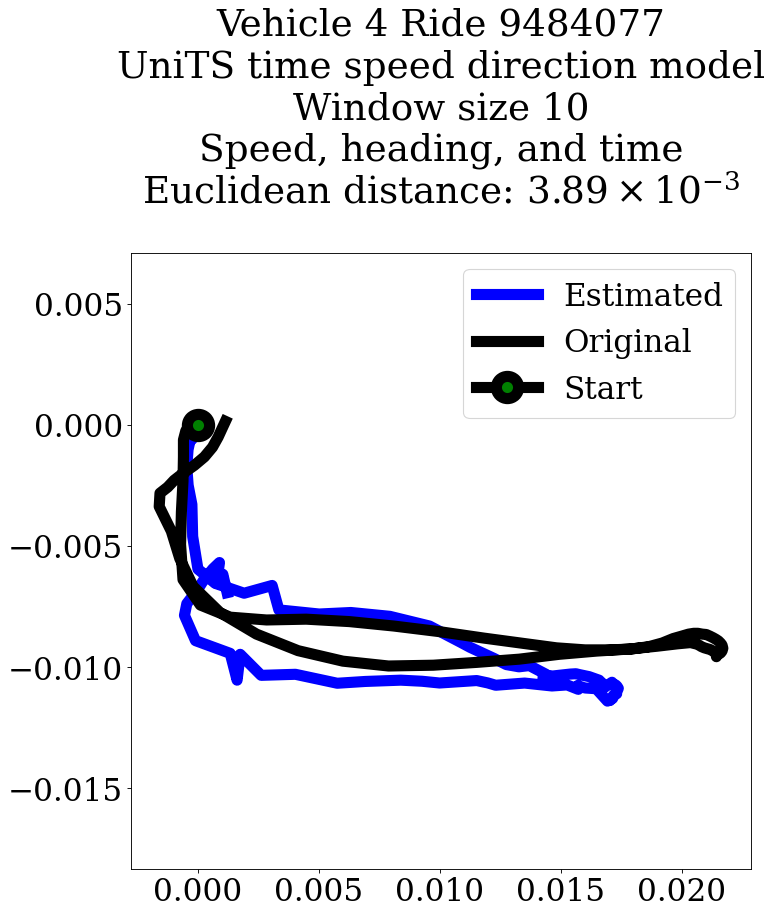 Vehicle 4 Ride 9484077
UniTS time speed direction model
Window size 10
Speed, heading, and time
Euclidean distance: 3.89 × 10⁻³
Estimated
Original
Start
0.005
0.000
−0.005
−0.010
−0.015
0.000 0.005 0.010 0.015 0.020